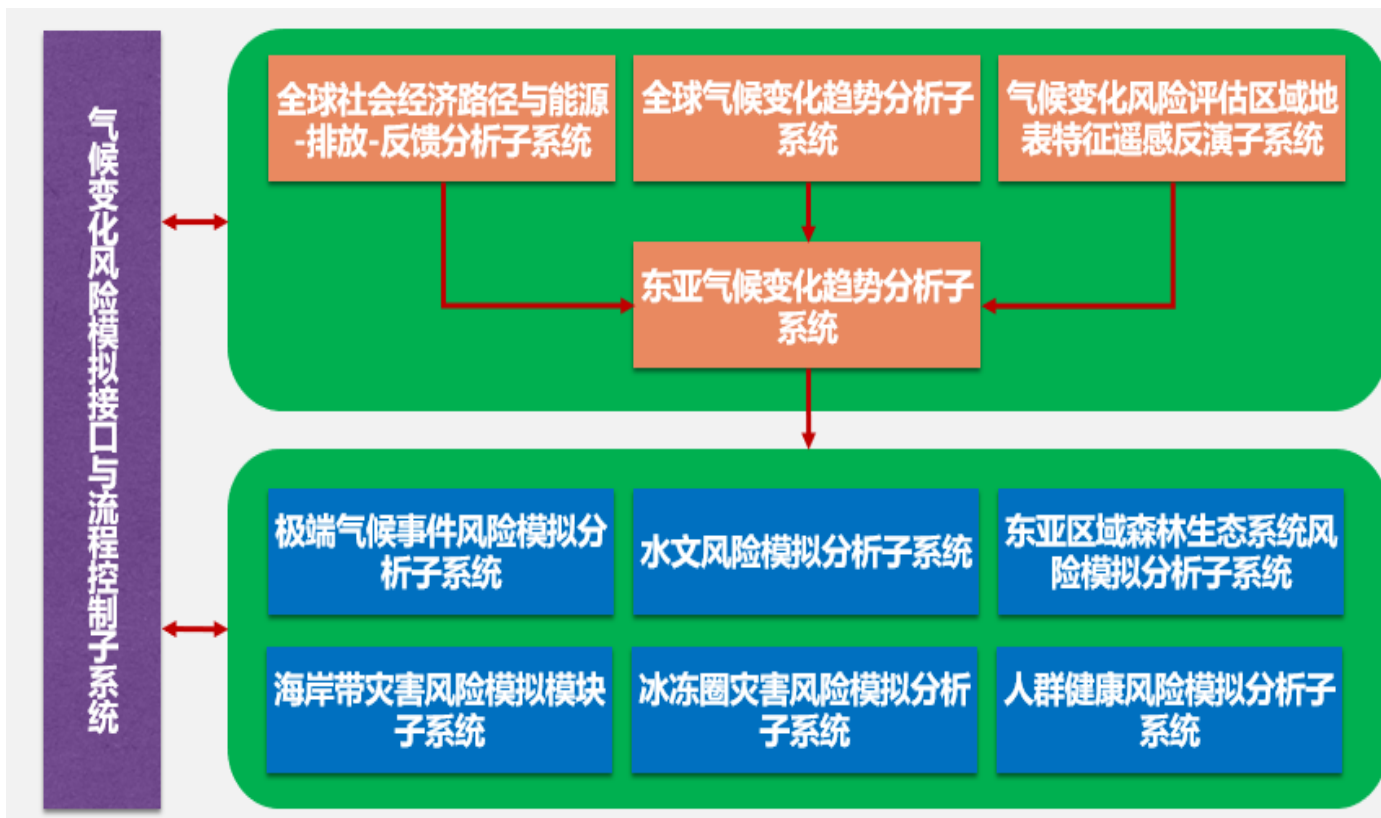 气候变化风险模拟接口与流程控制子系统
全球社会经济路径与能源
-排放-反馈分析子系统
全球气候变化趋势分析子
系统
气候变化风险评估区域地
表特征遥感反演子系统
东亚气候变化趋势分析子
系统
极端气候事件风险模拟分
析子系统
水文风险模拟分析子系统
东亚区域森林生态系统风
险模拟分析子系统
海岸带灾害风险模拟模块
子系统
冰冻圈灾害风险模拟分析
子系统
人群健康风险模拟分析子
系统